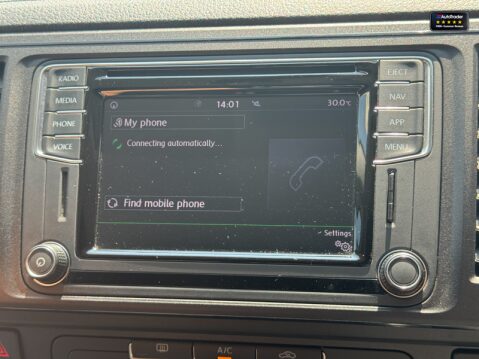 AutoTrader
RADIO
MEDIA
PHONE
VOICE
EJECT
NAV
APP
MENU
14:01
30.0°C
My phone
Connecting automatically...
Find mobile phone
Settings
A/C